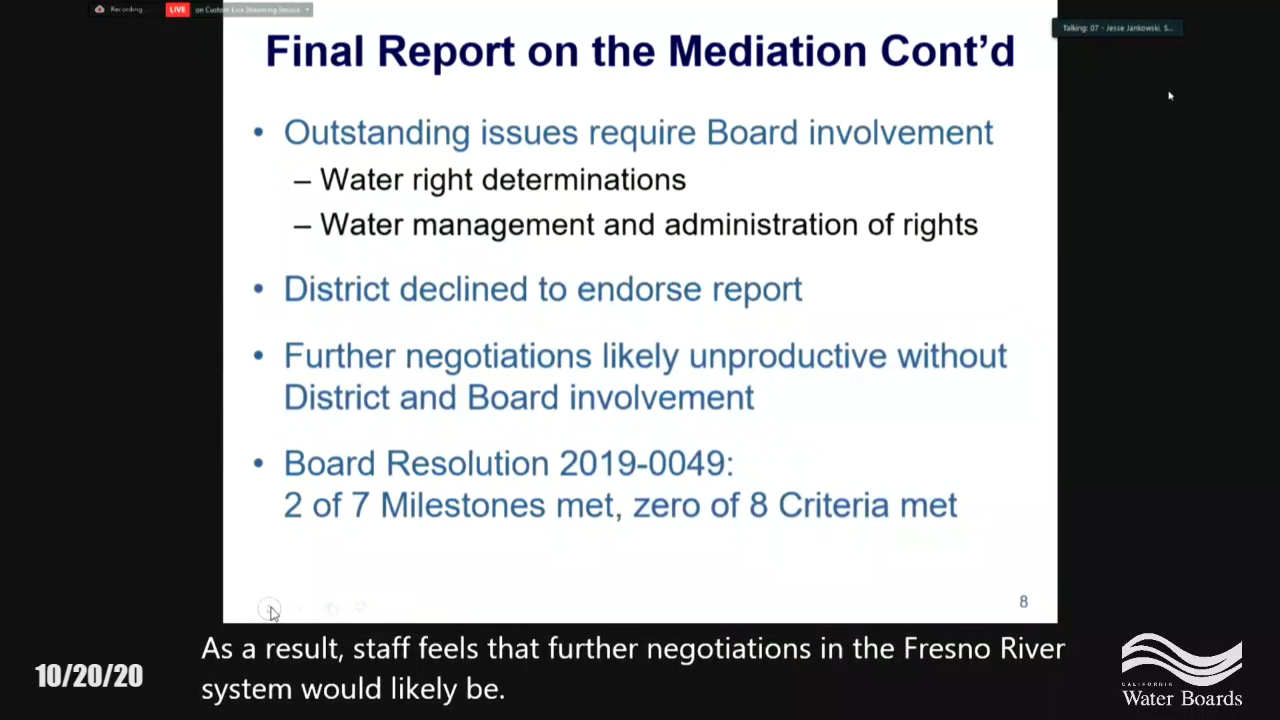 Recording...
LIVE
on Custom Live Streaming Service
Talking: 07 - Jesse Jankowski, S...
Final Report on the Mediation Cont’d
• Outstanding issues require Board involvement
– Water right determinations
– Water management and administration of rights
• District declined to endorse report
• Further negotiations likely unproductive without
District and Board involvement
• Board Resolution 2019-0049:
2 of 7 Milestones met, zero of 8 Criteria met
8
As a result, staff feels that further negotiations in the Fresno River
system would likely be.
10/20/20
CALIFORNIA
Water Boards